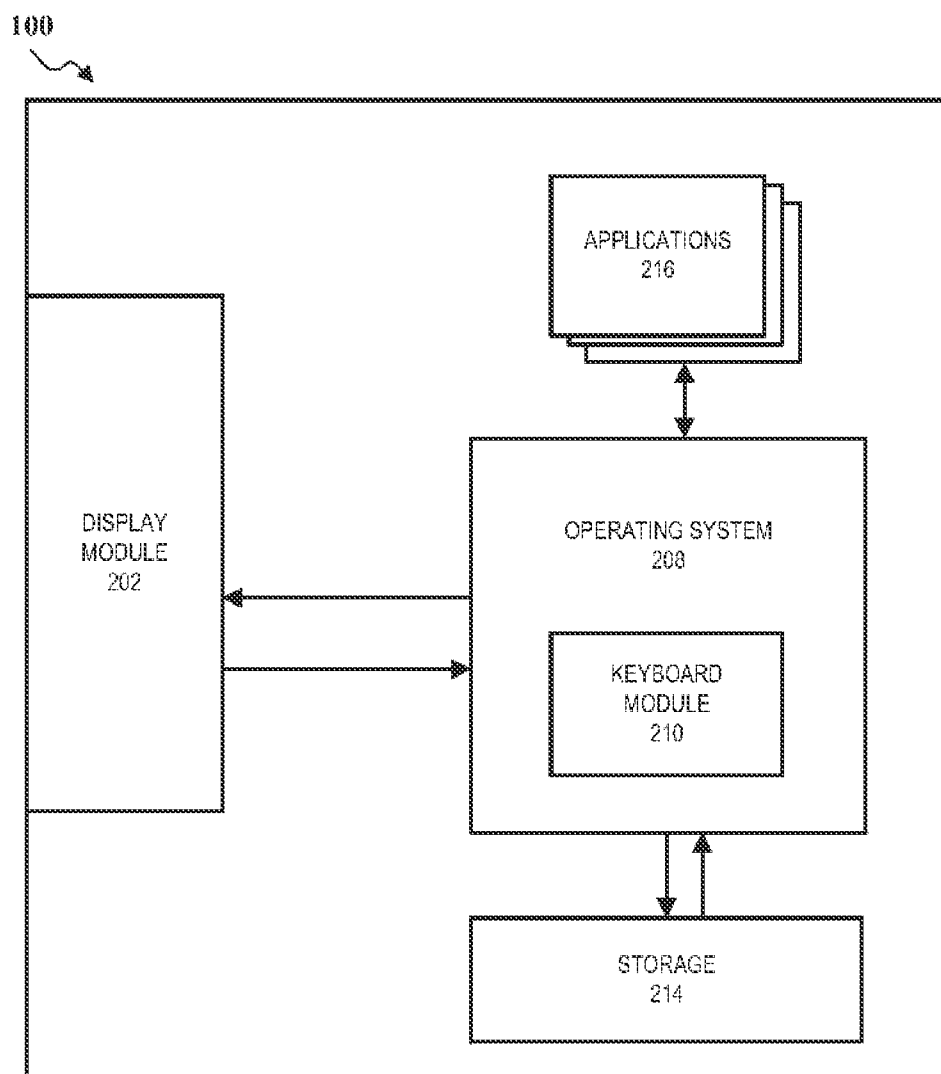 100
APPLICATIONS
216
DISPLAY
MODULE
202
OPERATING SYSTEM
208
KEYBOARD
MODULE
210
STORAGE
214